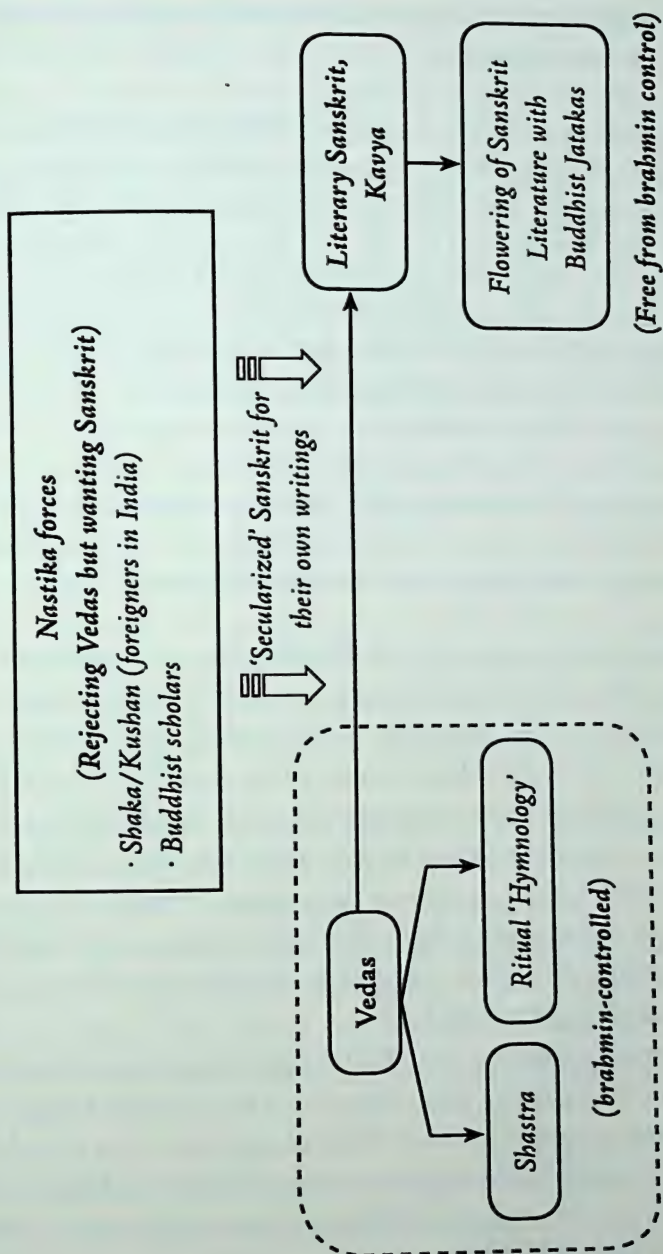 Nastika forces
(Rejecting Vedas but wanting Sanskrit)
· Shaka/Kushan (foreigners in India)
· Buddhist scholars
'Secularized' Sanskrit for
their own writings
Vedas
Literary Sanskrit,
Kavya
Shastra
Ritual 'Hymnology'
(brahmin-controlled)
Flowering of Sanskrit
Literature with
Buddhist Jatakas
(Free from brahmin control)